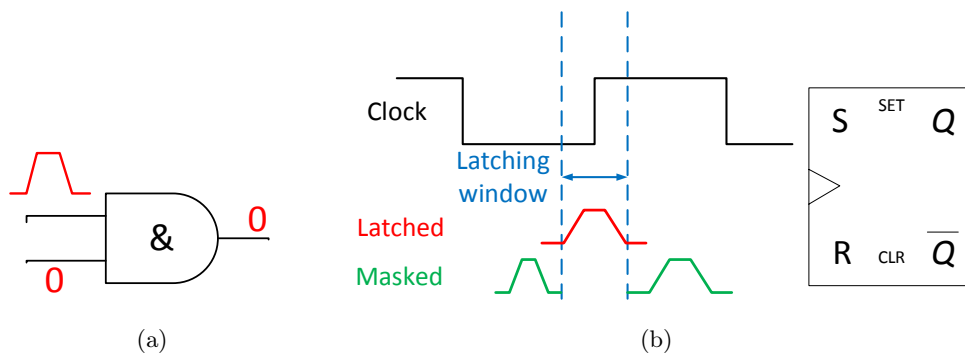 0
&
0
(a)
Clock
Latching
window
Latched
Masked
S SET Q
R CLR Q
(b)